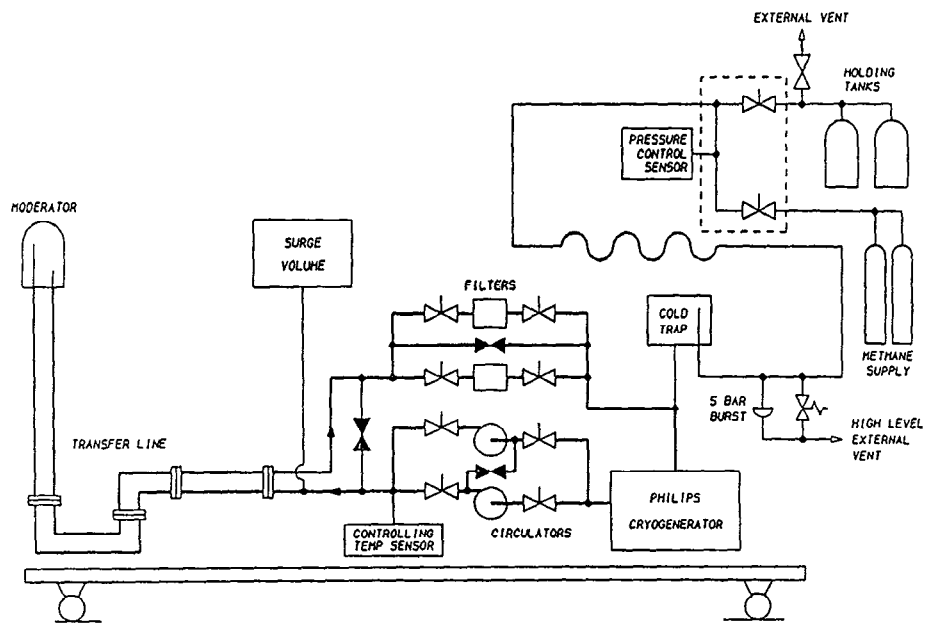 EXTERNAL VENT
HOLDING
TANKS
PRESSURE
CONTROL
SENSOR
MODERATOR
SURGE
VOLUME
FILTERS
COLD
TRAP
METHANE
SUPPLY
5 BAR
BURST
HIGH LEVEL
EXTERNAL
VENT
TRANSFER LINE
PHILIPS
CRYOGENERATOR
CIRCULATORS
CONTROLLING
TEMP SENSOR